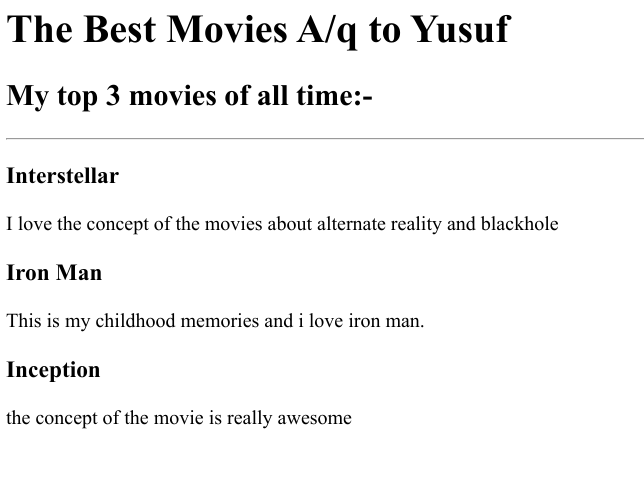 The Best Movies A/q to Yusuf
My top 3 movies of all time:-
Interstellar
I love the concept of the movies about alternate reality and blackhole
Iron Man
This is my childhood memories and i love iron man.
Inception
the concept of the movie is really awesome